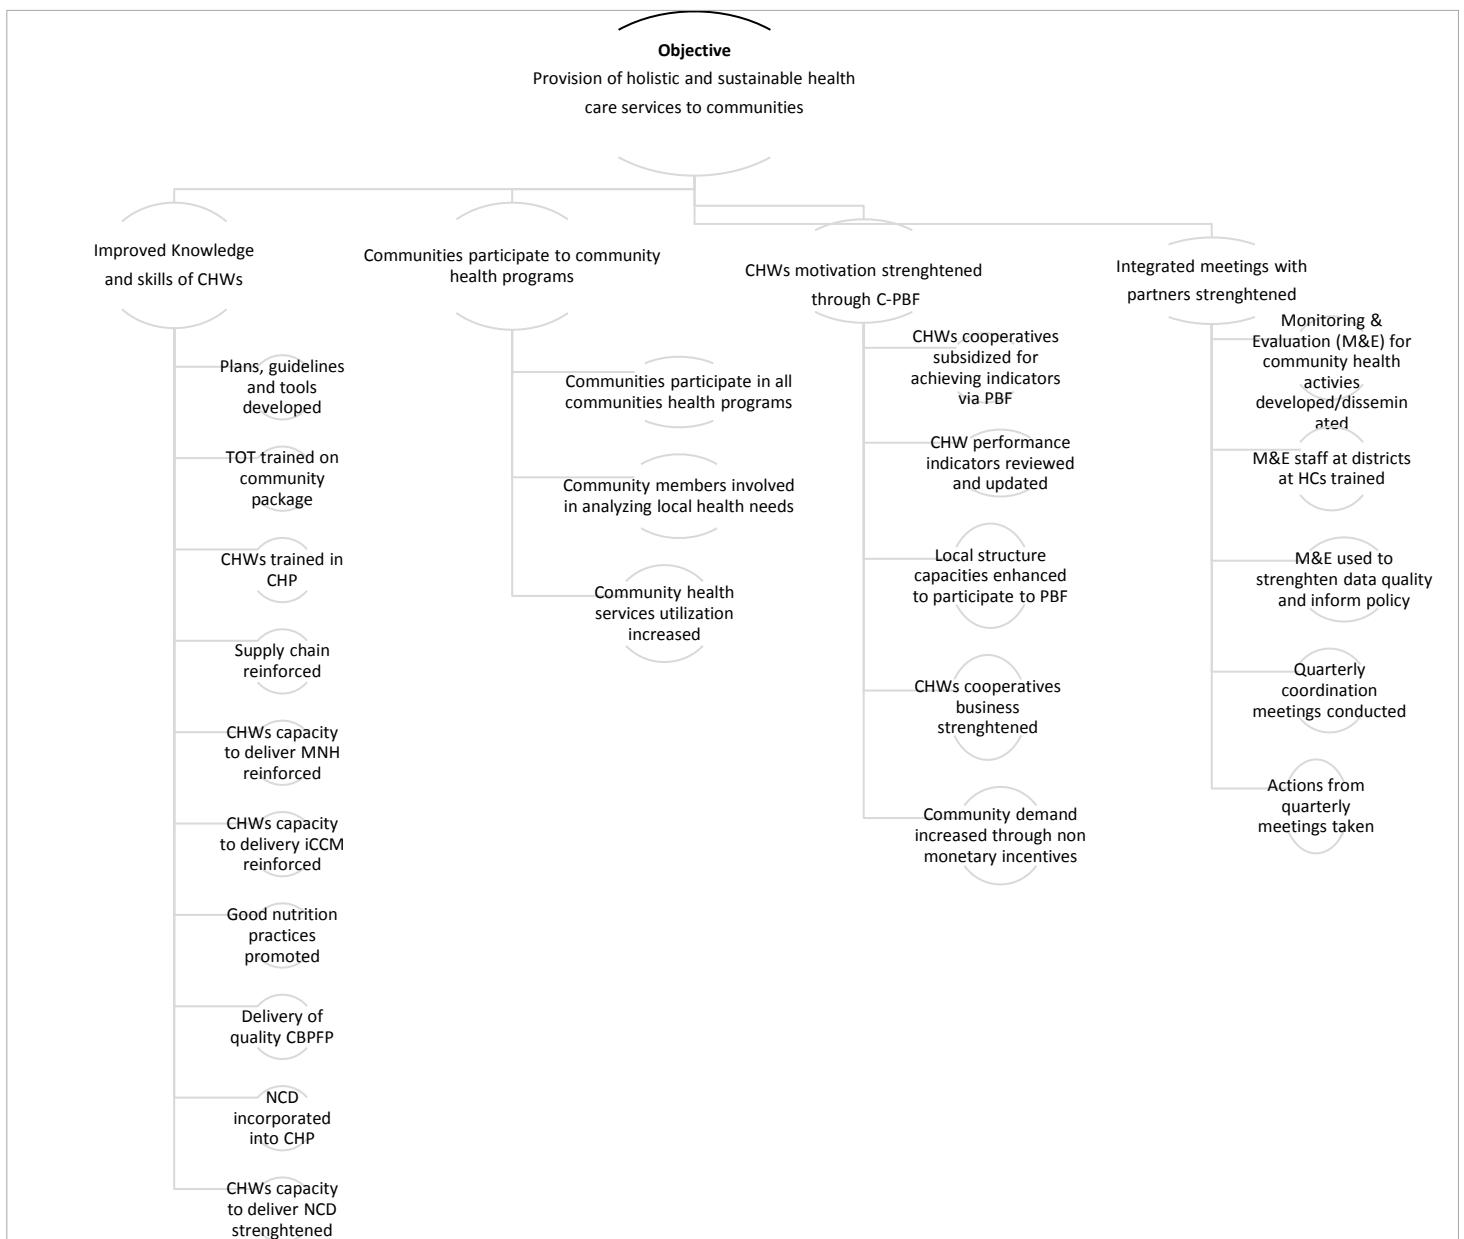 Objective
Provision of holistic and sustainable health
care services to communities
Improved Knowledge
and skills of CHWs
Plans, guidelines
and tools
developed
TOT trained on
community
package
CHWs trained in
CHP
Supply chain
reinforced
CHWs capacity
to deliver MNH
reinforced
CHWs capacity
to delivery iCCM
reinforced
Good nutrition
practices
promoted
Delivery of
quality CBPFP
NCD
incorporated
into CHP
CHWs capacity
to deliver NCD
strenghtened
Communities participate to community
health programs
Communities participate in all
communities health programs
Community members involved
in analyzing local health needs
Community health
services utilization
increased
CHWs motivation strenghtened
through C-PBF
CHWs cooperatives
subsidized for
achieving indicators
via PBF
CHW performance
indicators reviewed
and updated
Local structure
capacities enhanced
to participate to PBF
CHWs cooperatives
business
strenghtened
Community demand
increased through non
monetary incentives
Integrated meetings with
partners strenghtened
Monitoring &
Evaluation (M&E) for
community health
activies
developed/dissemin
ated
M&E staff at districts
at HCs trained
M&E used to
strenghten data quality
and inform policy
Quarterly
coordination
meetings conducted
Actions from
quarterly
meetings taken